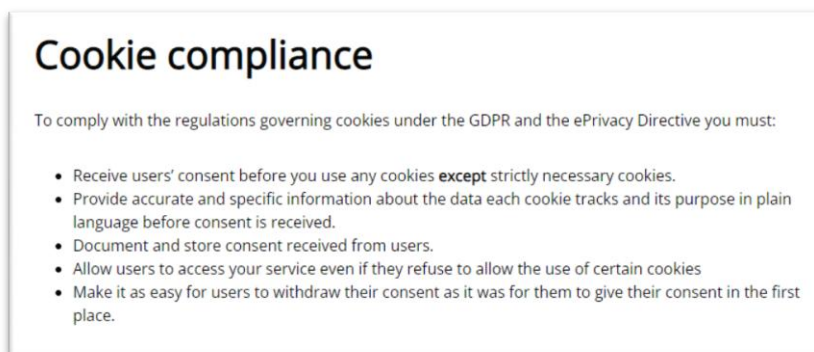 Cookie compliance
To comply with the regulations governing cookies under the GDPR and the ePrivacy Directive you must:
• Receive users' consent before you use any cookies except strictly necessary cookies.
• Provide accurate and specific information about the data each cookie tracks and its purpose in plain
language before consent is received.
• Document and store consent received from users.
• Allow users to access your service even if they refuse to allow the use of certain cookies
• Make it as easy for users to withdraw their consent as it was for them to give their consent in the first
place.